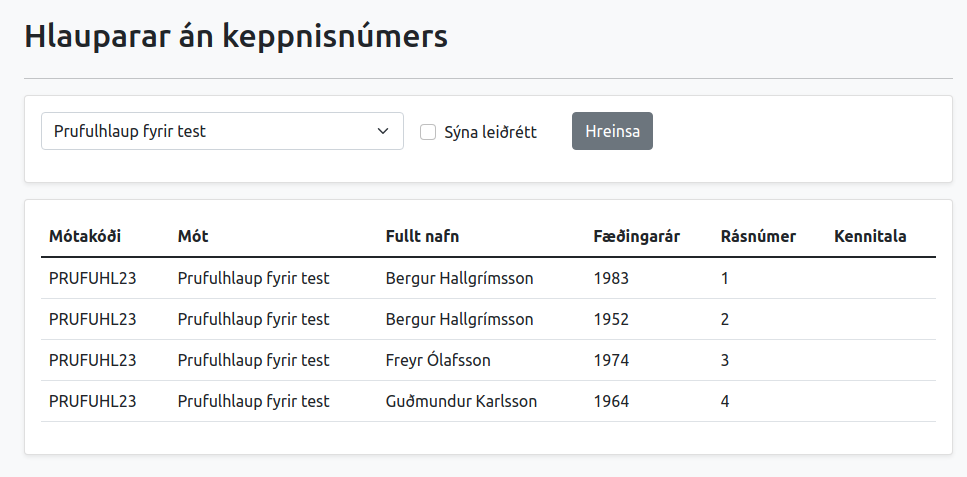 Hlauparar án keppnisnúmers
Prufulhlaup fyrir test Sýna leiðrétt Hreinsa
Mótakóði Mót Fullt nafn Fæðingarár Rásnúmer Kennitala
PRUFUHL23 Prufulhlaup fyrir test Bergur Hallgrímsson 1983 1
PRUFUHL23 Prufulhlaup fyrir test Bergur Hallgrímsson 1952 2
PRUFUHL23 Prufulhlaup fyrir test Freyr Ólafsson 1974 3
PRUFUHL23 Prufulhlaup fyrir test Guðmundur Karlsson 1964 4